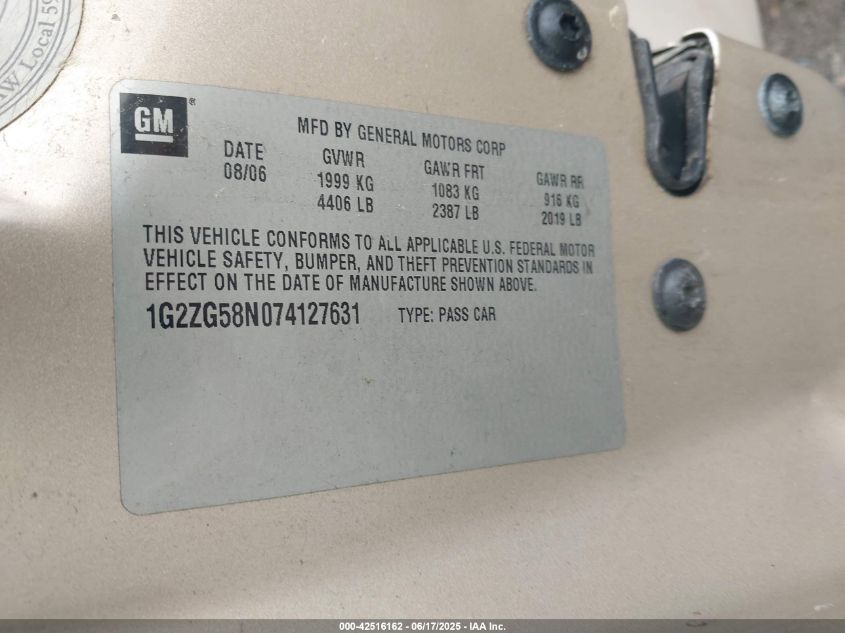 W Local 59
GM ®
MFD BY GENERAL MOTORS CORP
DATE GVWR GAWR FRT GAWR RR
08/06 1999 KG 1083 KG 916 KG
4406 LB 2387 LB 2019 LB
THIS VEHICLE CONFORMS TO ALL APPLICABLE U.S. FEDERAL MOTOR
VEHICLE SAFETY, BUMPER, AND THEFT PREVENTION STANDARDS IN
EFFECT ON THE DATE OF MANUFACTURE SHOWN ABOVE.
1G2ZG58N074127631 TYPE: PASS CAR
000-42516162 - 06/17/2025 - IAA Inc.